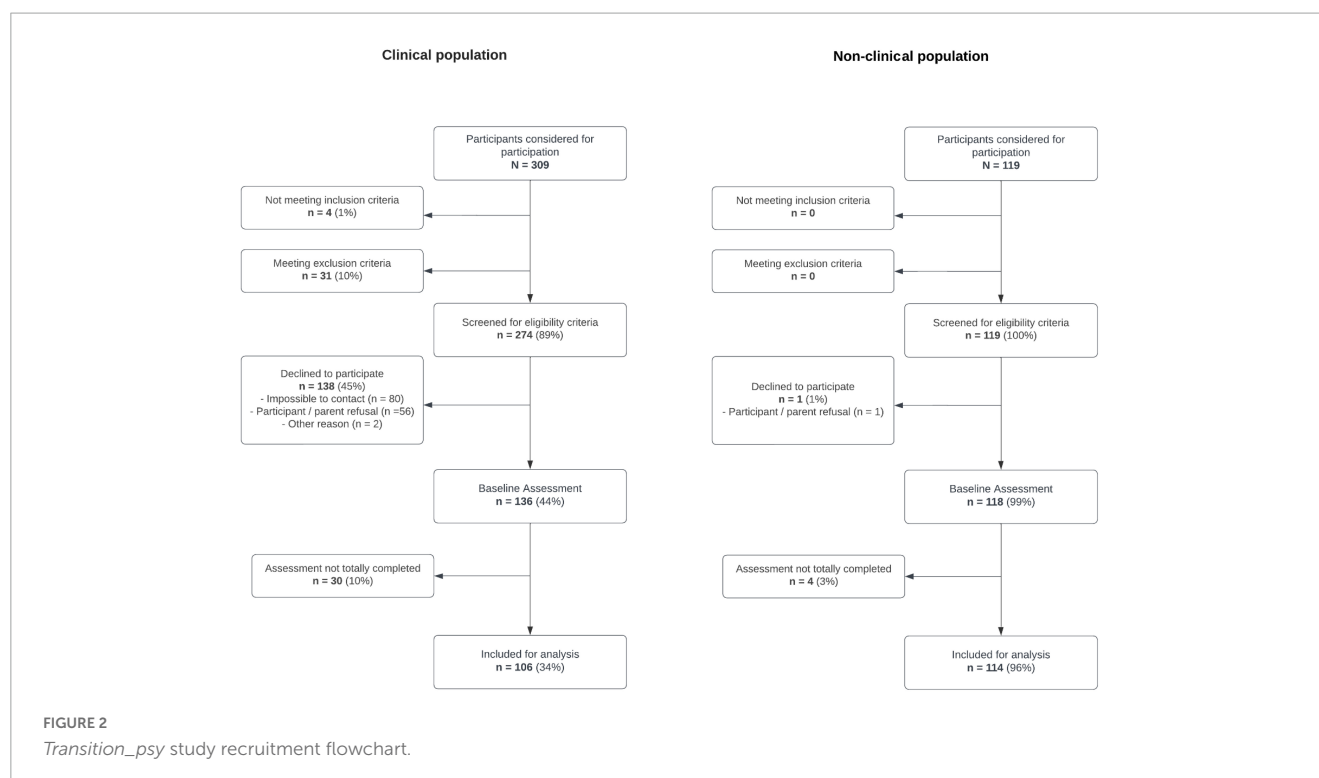 Clinical population
Participants considered for
participation
N = 309
Not meeting inclusion criteria
n = 4 (1%)
Meeting exclusion criteria
n = 31 (10%)
Screened for eligibility criteria
n = 274 (89%)
Declined to participate
n = 138 (45%)
- Impossible to contact (n = 80)
- Participant / parent refusal (n =56)
- Other reason (n = 2)
Baseline Assessment
n = 136 (44%)
Assessment not totally completed
n = 30 (10%)
Included for analysis
n = 106 (34%)
Non-clinical population
Participants considered for
participation
N = 119
Not meeting inclusion criteria
n = 0
Meeting exclusion criteria
n = 0
Screened for eligibility criteria
n = 119 (100%)
Declined to participate
n = 1 (1%)
- Participant / parent refusal (n = 1)
Baseline Assessment
n = 118 (99%)
Assessment not totally completed
n = 4 (3%)
Included for analysis
n = 114 (96%)
FIGURE 2
Transition_psy study recruitment flowchart.